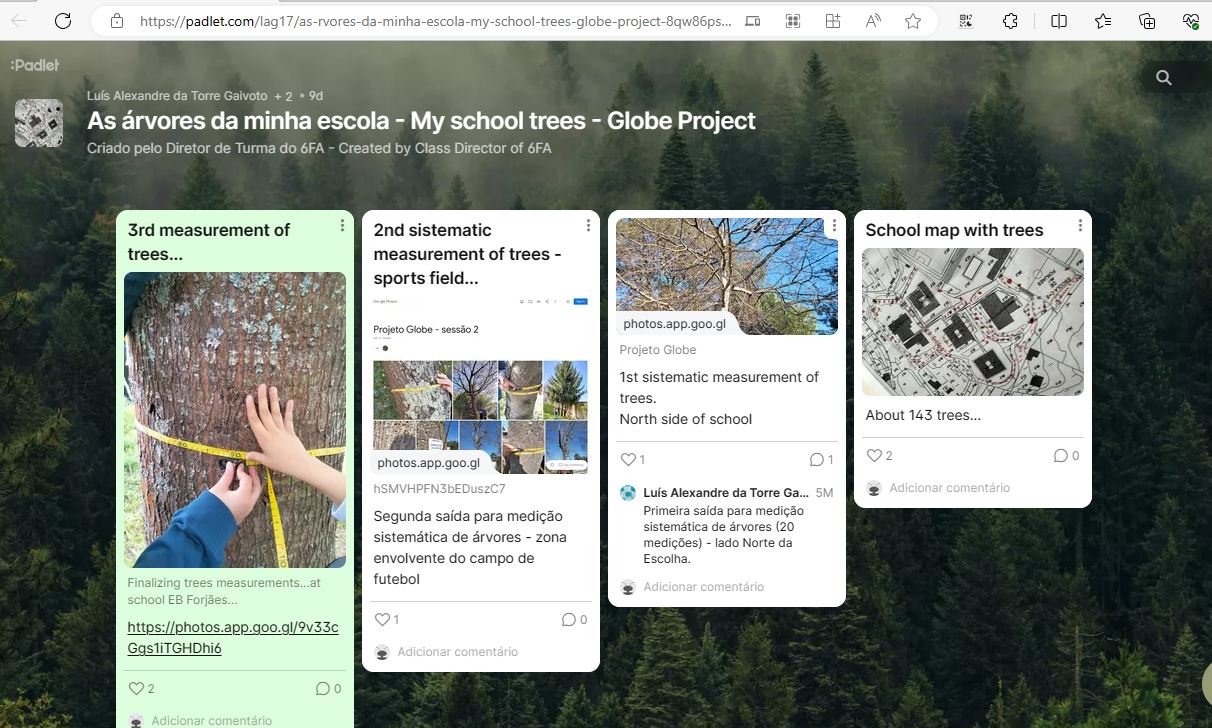 https://padlet.com/lag17/as-rvores-da-minha-escola-my-school-trees-globe-project-8qw86ps...
:Padlet
Luís Alexandre da Torre Gaivoto + 2 • 9d
As árvores da minha escola - My school trees - Globe Project
Criado pelo Diretor de Turma do 6FA - Created by Class Director of 6FA
3rd measurement of
trees...
Finalizing trees measurements...at
school EB Forjães...
https://photos.app.goo.gl/9v33c
Ggs1iTGHDhi6
2
0
Adicionar comentário
2nd sistematic
measurement of trees -
sports field...
Google Photos
Projeto Globe - sessão 2
photos.app.goo.gl
hSMVHPFN3bEDuszC7
Segunda saída para medição
sistemática de árvores - zona
envolvente do campo de
futebol
1
0
Adicionar comentário
photos.app.goo.gl
Projeto Globe
1st sistematic measurement of
trees.
North side of school
1
1
Luís Alexandre da Torre Ga... 5M
Primeira saída para medição
sistemática de árvores (20
medições) - lado Norte da
Escolha.
Adicionar comentário
School map with trees
About 143 trees...
2
0
Adicionar comentário